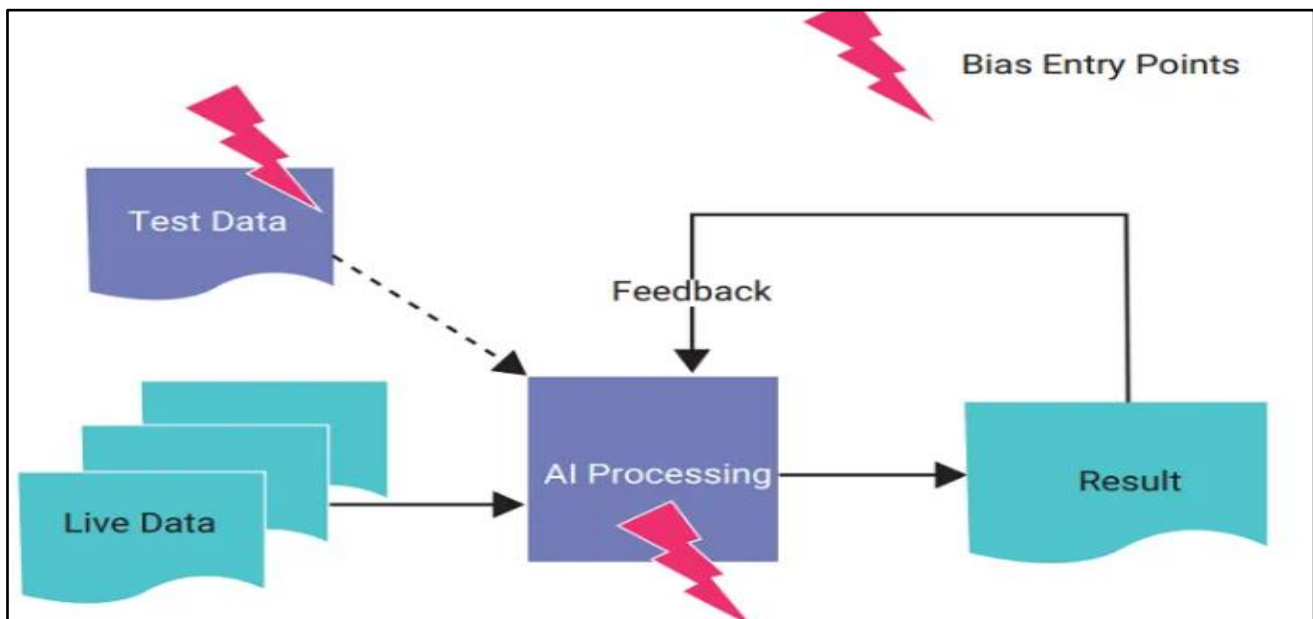 Bias Entry Points
Test Data
Feedback
AI Processing
Live Data
Result